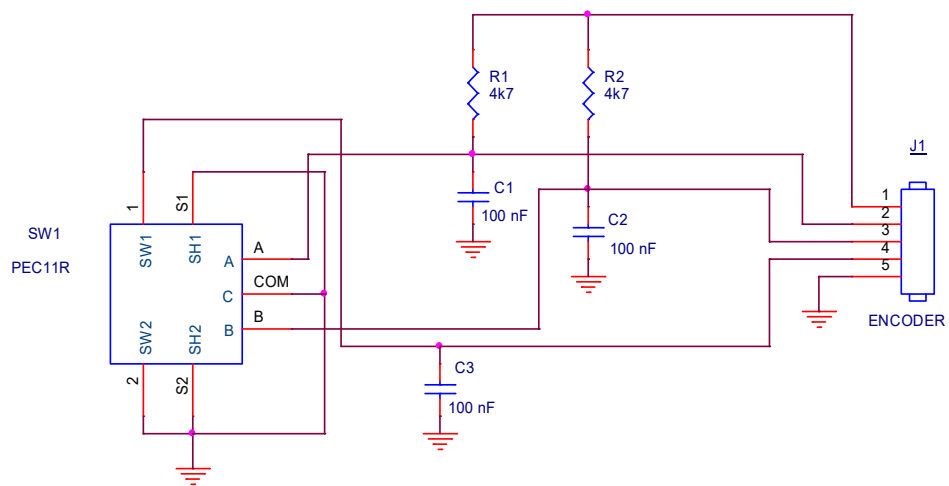 R1
4k7
R2
4k7
J1
C1
100 nF
C2
100 nF
1
2
3
4
5
ENCODER
SW1
PEC11R
1
S1
SW1
SH1
A
A
COM
C
B
B
SW2
SH2
2
S2
C3
100 nF